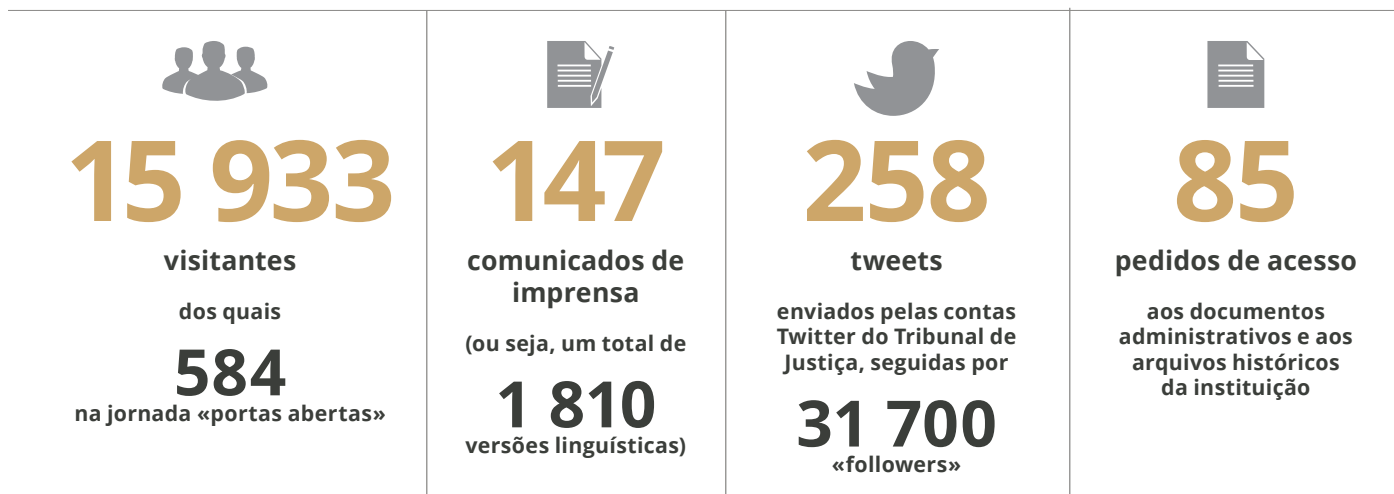 15 933
visitantes
dos quais
584
na jornada «portas abertas»
147
comunicados de
imprensa
(ou seja, um total de
1 810
versões linguísticas)
258
tweets
enviados pelas contas
Twitter do Tribunal de
Justiça, seguidas por
31 700
«followers»
85
pedidos de acesso
aos documentos
administrativos e aos
arquivos históricos
da instituição